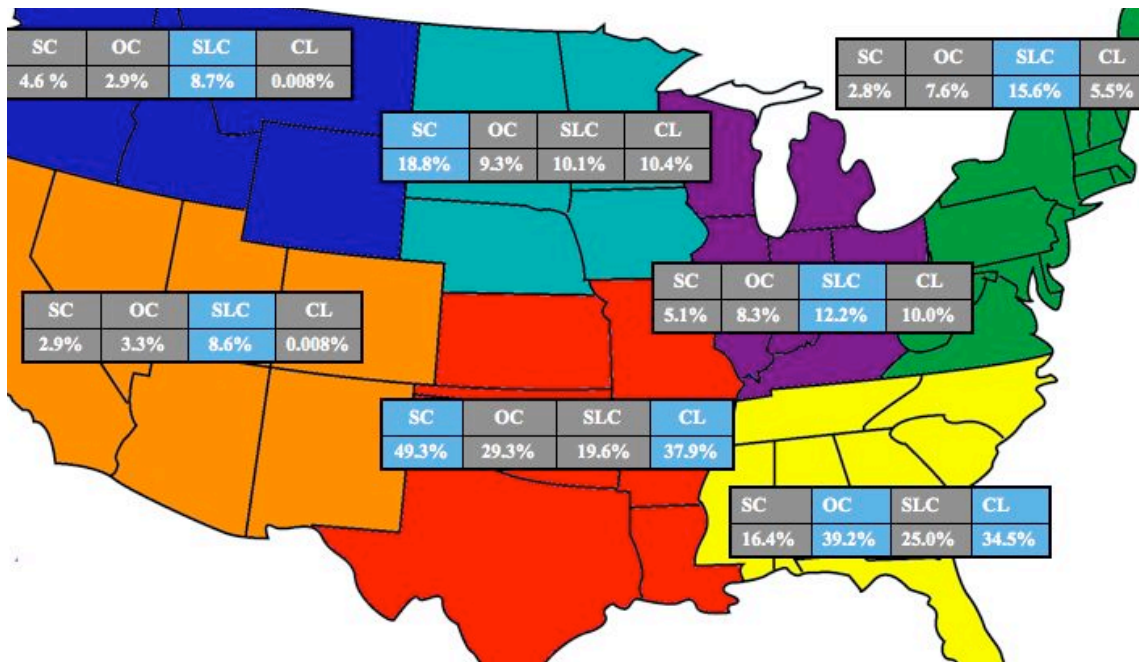 SC OC SLC CL
4.6 % 2.9% 8.7% 0.008%
SC OC SLC CL
2.8% 7.6% 15.6% 5.5%
SC OC SLC CL
18.8% 9.3% 10.1% 10.4%
SC OC SLC CL
5.1% 8.3% 12.2% 10.0%
SC OC SLC CL
2.9% 3.3% 8.6% 0.008%
SC OC SLC CL
49.3% 29.3% 19.6% 37.9%
SC OC SLC CL
16.4% 39.2% 25.0% 34.5%